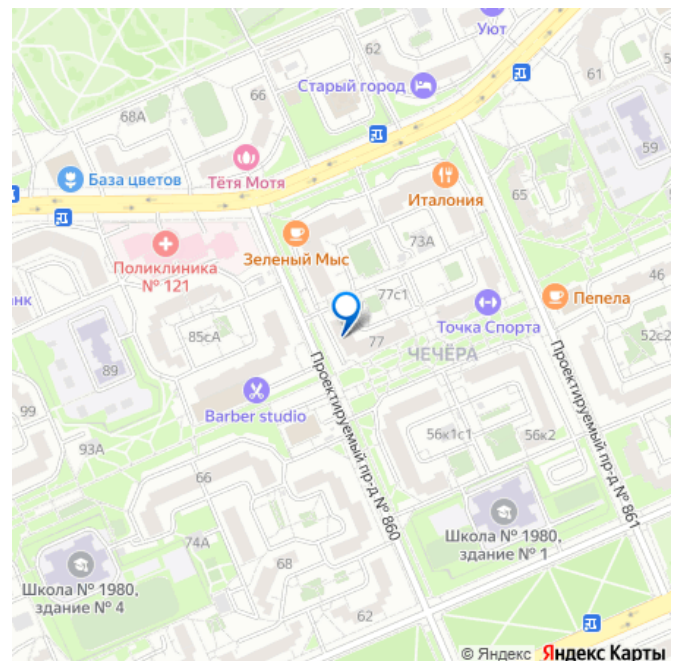 Уют
62
Старый город
61
66
68А
59
База цветов
Тётя Мотя
Италония
65
Зеленый Мыс
73А
Поликлиника
№ 121
46
77с1
Пепела
нк
Точка Спорта
85сА
77
52с2
ЧЕЧЁРА
89
Проектируемый пр-д № 860
Проектируемый пр-д № 861
99
Barber studio
56к1с1
56к2
93А
66
Школа № 1980,
здание № 1
74А
68
Школа № 1980,
здание № 4
62
© Яндекс Яндекс Карты